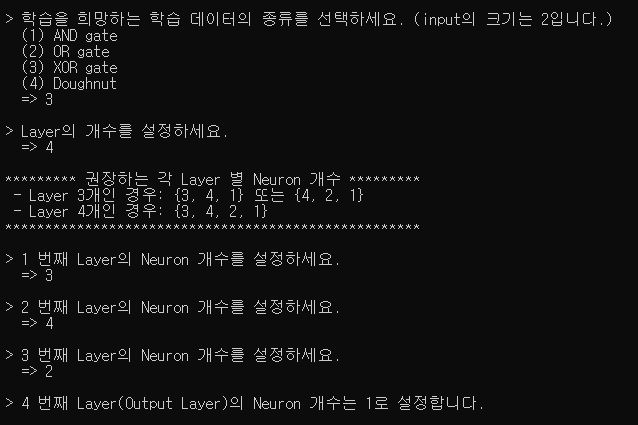 > 학습을 희망하는 학습 데이터의 종류를 선택하세요. (input의 크기는 2입니다.)
(1) AND gate
(2) OR gate
(3) XOR gate
(4) Doughnut
=> 3
> Layer의 개수를 설정하세요.
=> 4
********* 권장하는 각 Layer 별 Neuron 개수 *********
- Layer 3개인 경우: {3, 4, 1} 또는 {4, 2, 1}
- Layer 4개인 경우: {3, 4, 2, 1}
****************************************************
> 1 번째 Layer의 Neuron 개수를 설정하세요.
=> 3
> 2 번째 Layer의 Neuron 개수를 설정하세요.
=> 4
> 3 번째 Layer의 Neuron 개수를 설정하세요.
=> 2
> 4 번째 Layer(Output Layer)의 Neuron 개수는 1로 설정합니다.